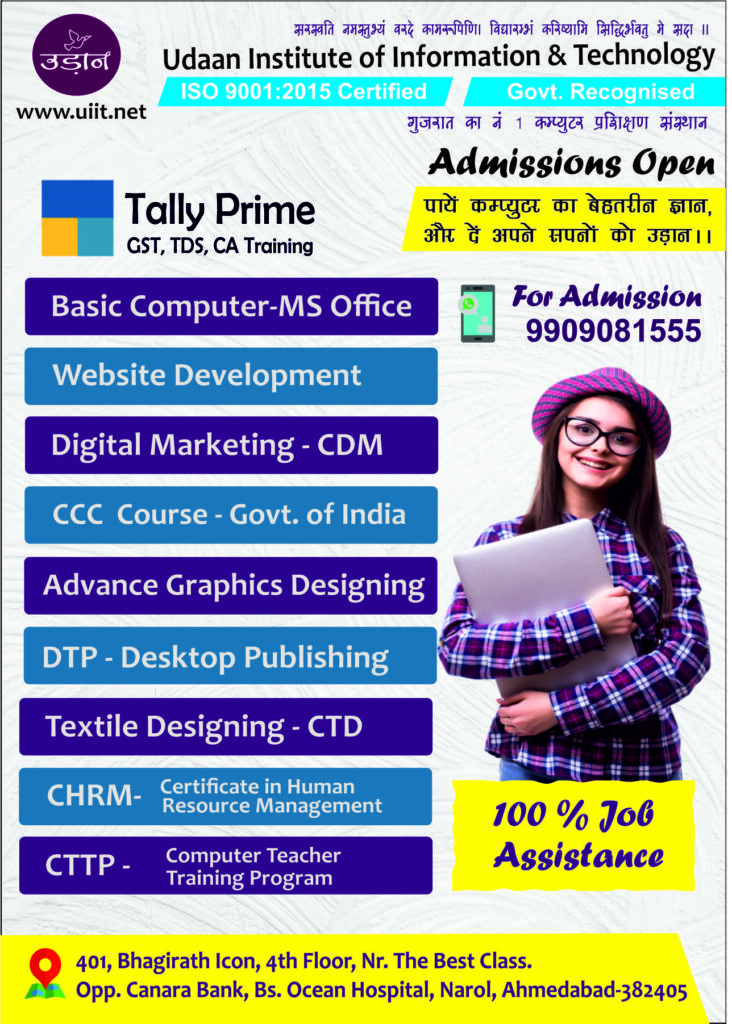 सरस्वति नमस्तुभ्यं वरदे कामरूपिणि। विद्यारम्भं करिष्यामि सिद्धिर्भवतु मे सदा ।।
उड़ान
Udaan Institute of Information & Technology
ISO 9001:2015 Certified
Govt. Recognised
www.uiit.net
गुजरात का नं 1 कम्प्युटर प्रशिक्षण संस्थान
Admissions Open
Tally Prime
GST, TDS, CA Training
पायें कम्प्युटर का बेहतरीन ज्ञान,
और दें अपने सपनों को उड़ान।।
Basic Computer-MS Office
For Admission
9909081555
Website Development
Digital Marketing - CDM
CCC Course - Govt. of India
Advance Graphics Designing
DTP - Desktop Publishing
Textile Designing - CTD
CHRM- Certificate in Human
Resource Management
CTTP - Computer Teacher
Training Program
100 % Job
Assistance
401, Bhagirath Icon, 4th Floor, Nr. The Best Class.
Opp. Canara Bank, Bs. Ocean Hospital, Narol, Ahmedabad-382405